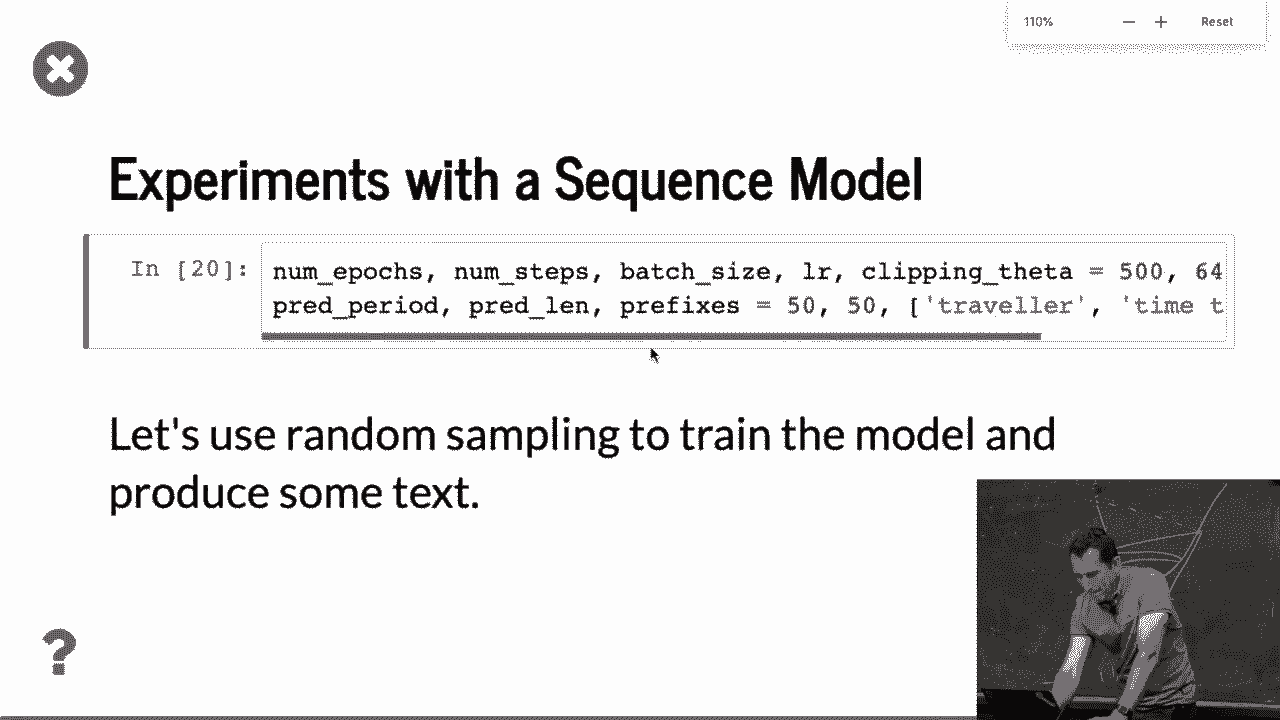 110% − + Reset
Experiments with a Sequence Model
In [20]: num_epochs, num_steps, batch_size, lr, clipping_theta = 500, 64
pred_period, pred_len, prefixes = 50, 50, ['traveller', 'time t
Let's use random sampling to train the model and
produce some text.
?